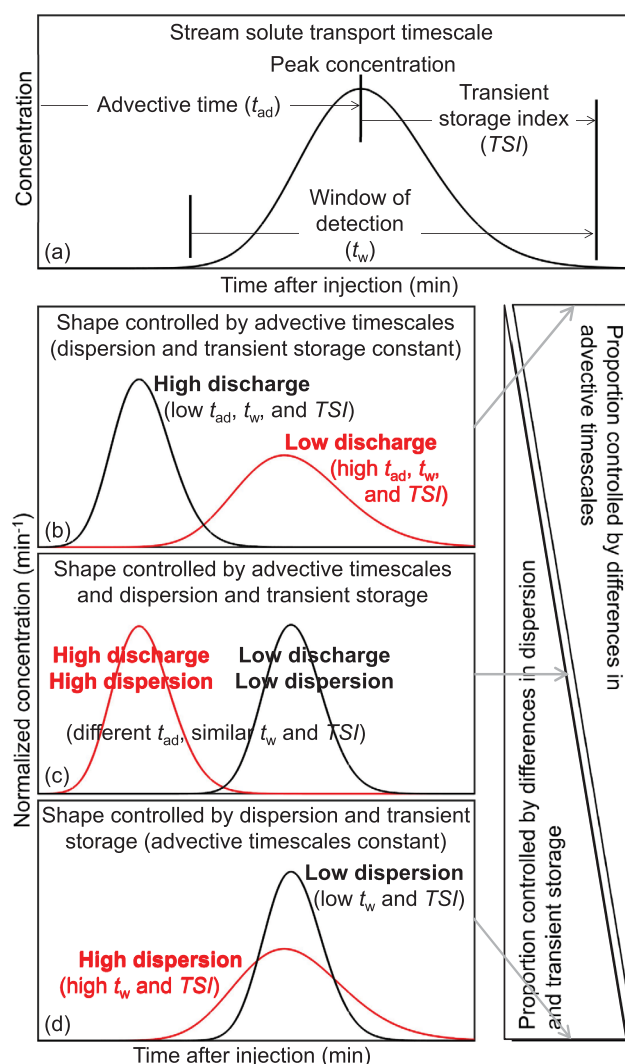 Stream solute transport timescale
Peak concentration
Advective time (tad)
Transient
storage index
(TSI)
Window of
detection
(tw)
(a)
Concentration
Time after injection (min)
Shape controlled by advective timescales
(dispersion and transient storage constant)
High discharge
(low tad, tw, and TSI)
Low discharge
(high tad, tw,
and TSI)
(b)
Shape controlled by advective timescales
and dispersion and transient storage
High discharge
High dispersion
Low discharge
Low dispersion
(different tad, similar tw and TSI)
(c)
Shape controlled by dispersion and transient
storage (advective timescales constant)
Low dispersion
(low tw and TSI)
High dispersion
(high tw and TSI)
(d)
Normalized concentration (min-1)
Time after injection (min)
Proportion controlled by differences in
advective timescales
Proportion controlled by differences in dispersion
and transient storage